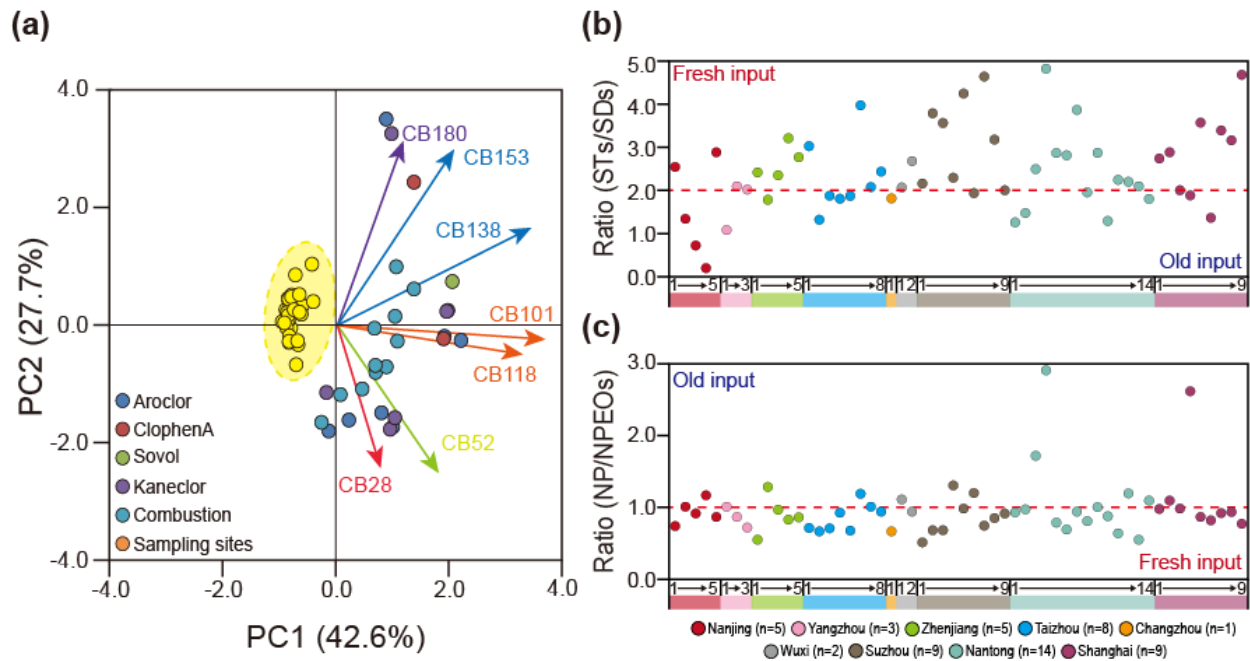 (a)
PC2 (27.7%)
4.0
2.0
0.0
-2.0
-4.0
CB180
CB153
CB138
CB101
CB118
CB52
CB28
Aroclor
ClophenA
Sovol
Kaneclor
Combustion
Sampling sites
-4.0 -2.0 0.0 2.0 4.0
PC1 (42.6%)
(b)
Ratio (STs/SDs)
5.0
4.0
3.0
2.0
1.0
0.0
Fresh input
Old input
1→5 1→3 1→5 1→8 1 1 2 1→9 1→14 1→9
(c)
Ratio (NP/NPEOs)
3.0
2.0
1.0
0.0
Old input
Fresh input
1→5 1→3 1→5 1→8 1 1 2 1→9 1→14 1→9
Nanjing (n=5) Yangzhou (n=3) Zhenjiang (n=5) Taizhou (n=8) Changzhou (n=1)
Wuxi (n=2) Suzhou (n=9) Nantong (n=14) Shanghai (n=9)